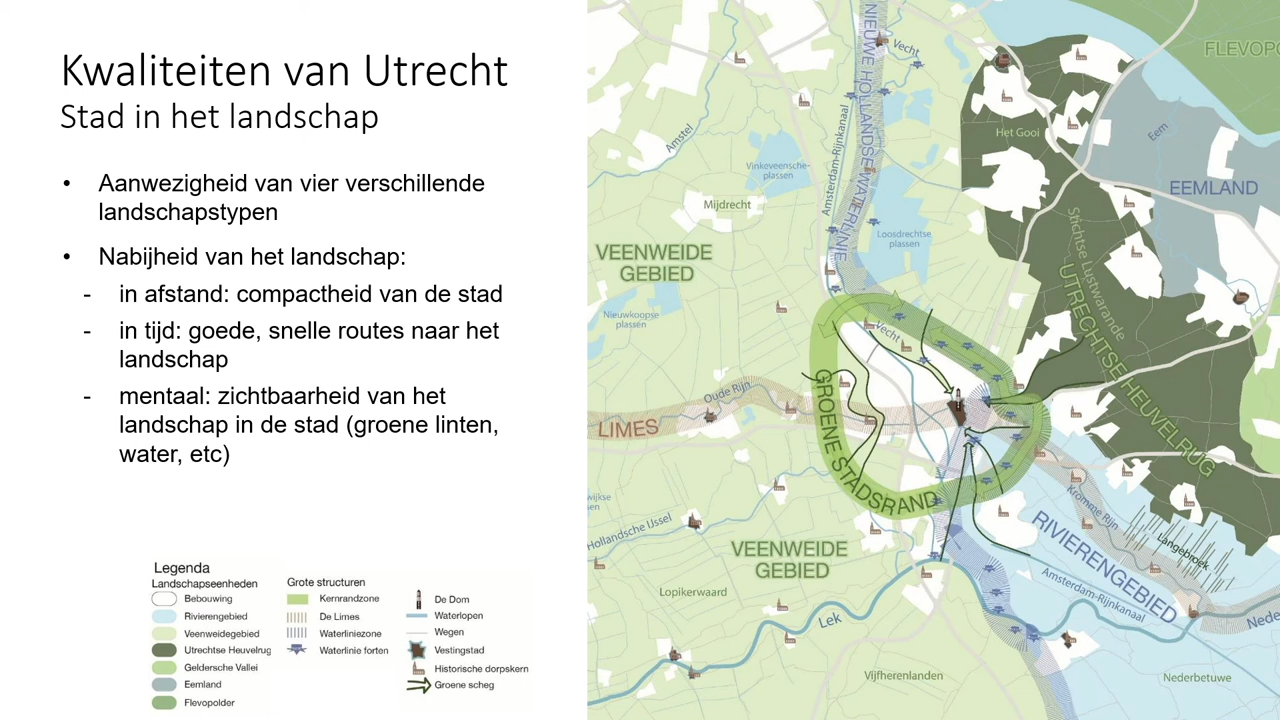 Kwaliteiten van Utrecht
Stad in het landschap
• Aanwezigheid van vier verschillende
landschapstypen
• Nabijheid van het landschap:
- in afstand: compactheid van de stad
- in tijd: goede, snelle routes naar het
landschap
- mentaal: zichtbaarheid van het
landschap in de stad (groene linten,
water, etc)
Legenda
Landschapseenheden
Bebouwing
Rivierengebied
Veenweidegebied
Utrechtse Heuvelrug
Geldersche Vallei
Eemland
Flevopolder
Grote structuren
Kernrandzone
De Limes
Waterliniezone
Waterlinie forten
De Dom
Waterlopen
Wegen
Vestingstad
Historische dorpskern
Groene scheg
NIEUWE HOLLANDSE WATERLINIE
Vecht
FLEVOPO
Het Gooi
Eem
EEMLAND
Amstel
Amsterdam-Rijnkanaal
Vinkeveensche-
plassen
Mijdrecht
Loosdrechtse
plassen
Stichtse Lustwarande
UTRECHTSE HEUVELRUG
VEENWEIDE
GEBIED
Nieuwkoopse
plassen
Vecht
Oude Rijn
LIMES
GROENE STADSRAND
wijkse
sen
Hollandsche IJssel
Kromme Rijn
Langebroek
RIVIERENGEBIED
VEENWEIDE
GEBIED
Amsterdam-Rijnkanaal
Lopikerwaard
Lek
Nede
Vijfherenlanden
Nederbetuwe